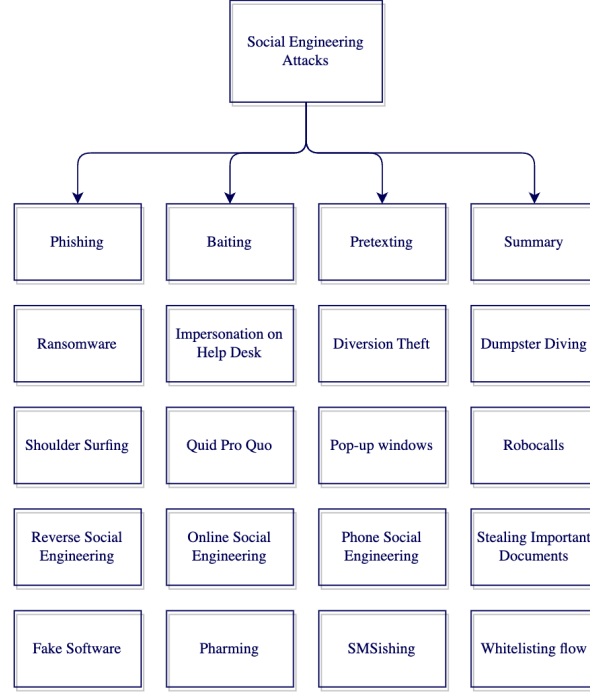 Social Engineering
Attacks
Phishing
Baiting
Pretexting
Summary
Ransomware
Impersonation on
Help Desk
Diversion Theft
Dumpster Diving
Shoulder Surfing
Quid Pro Quo
Pop-up windows
Robocalls
Reverse Social
Engineering
Online Social
Engineering
Phone Social
Engineering
Stealing Important
Documents
Fake Software
Pharming
SMSishing
Whitelisting flow